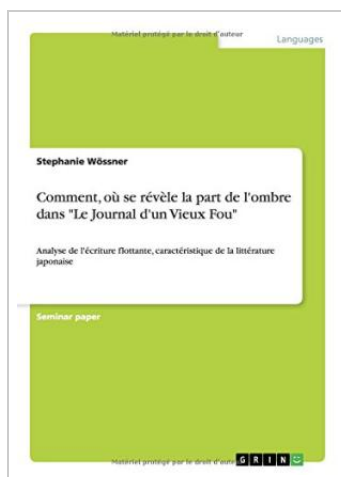 Matériel protégé par le droit d'auteur
Languages
Stephanie Wössner
Comment, où se révèle la part de l'ombre
dans "Le Journal d'un Vieux Fou"
Analyse de l'écriture flottante, caractéristique de la littérature
japonaise
Seminar paper
Matériel protégé par le droit d'aute
GRIN